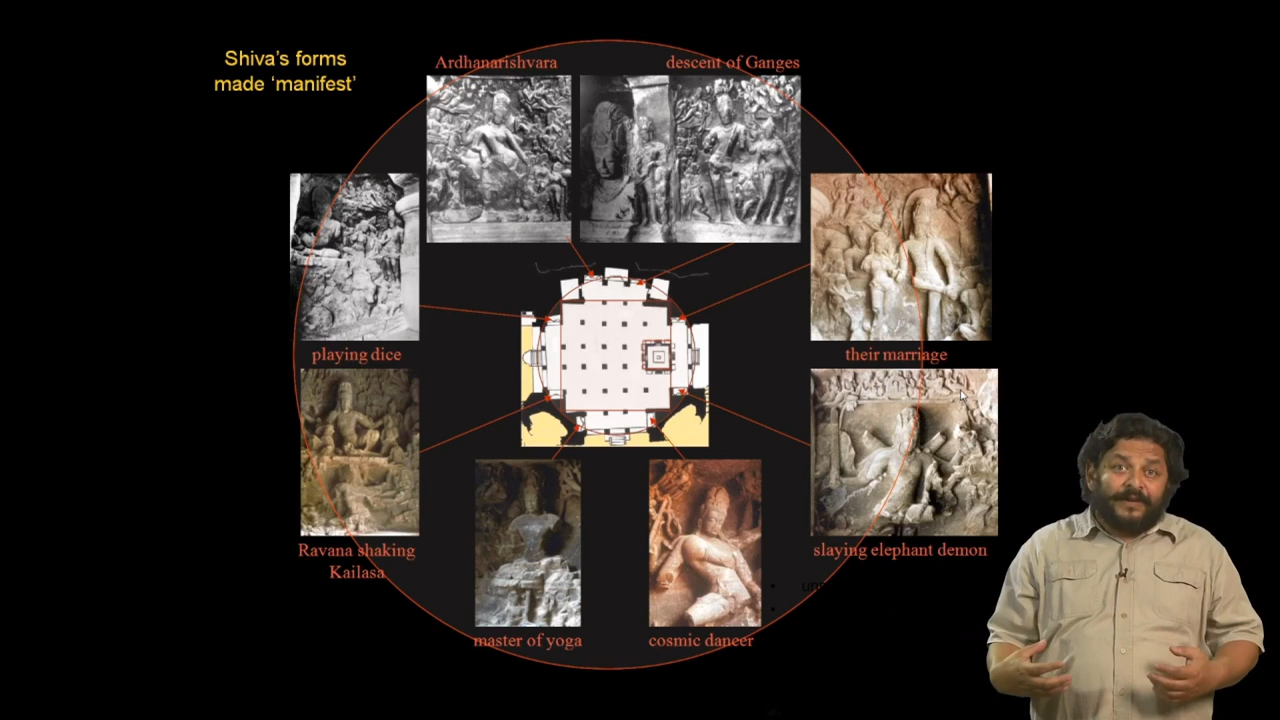 Shiva's forms
made 'manifest'
Ardhanarishvara
descent of Ganges
playing dice
their marriage
Ravana shaking
Kailasa
slaying elephant demon
master of yoga
cosmic dancer